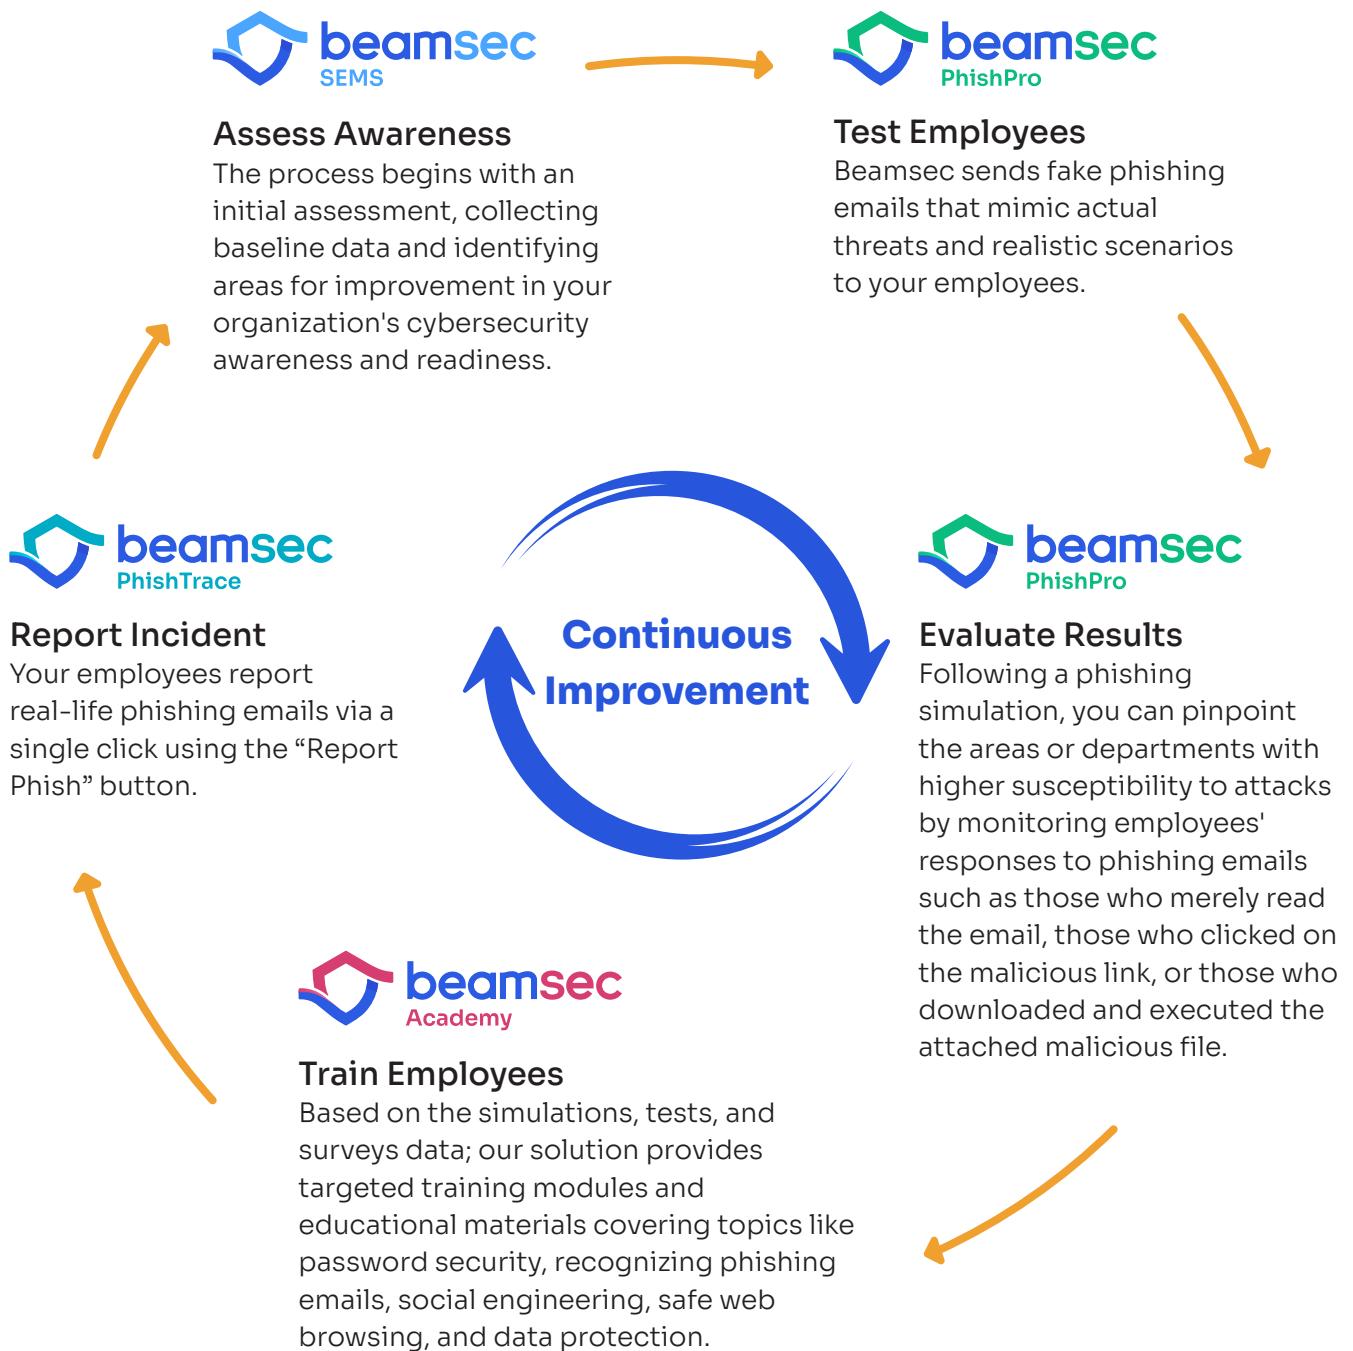 beamsec
SEMS
Assess Awareness
The process begins with an
initial assessment, collecting
baseline data and identifying
areas for improvement in your
organization's cybersecurity
awareness and readiness.
beamsec
PhishPro
Test Employees
Beamsec sends fake phishing
emails that mimic actual
threats and realistic scenarios
to your employees.
beamsec
PhishPro
Evaluate Results
Following a phishing
simulation, you can pinpoint
the areas or departments with
higher susceptibility to attacks
by monitoring employees'
responses to phishing emails
such as those who merely read
the email, those who clicked on
the malicious link, or those who
downloaded and executed the
attached malicious file.
beamsec
Academy
Train Employees
Based on the simulations, tests, and
surveys data; our solution provides
targeted training modules and
educational materials covering topics like
password security, recognizing phishing
emails, social engineering, safe web
browsing, and data protection.
beamsec
PhishTrace
Report Incident
Your employees report
real-life phishing emails via a
single click using the “Report
Phish” button.
Continuous
Improvement